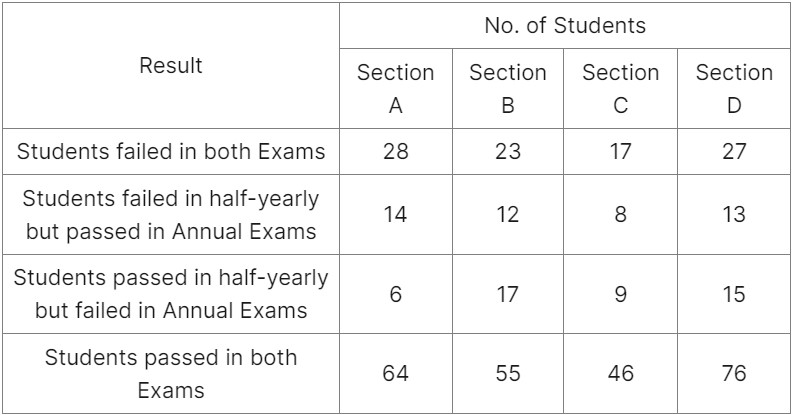 Result
No. of Students
Section A
Section B
Section C
Section D
Students failed in both Exams
28
23
17
27
Students failed in half-yearly
but passed in Annual Exams
14
12
8
13
Students passed in half-yearly
but failed in Annual Exams
6
17
9
15
Students passed in both
Exams
64
55
46
76